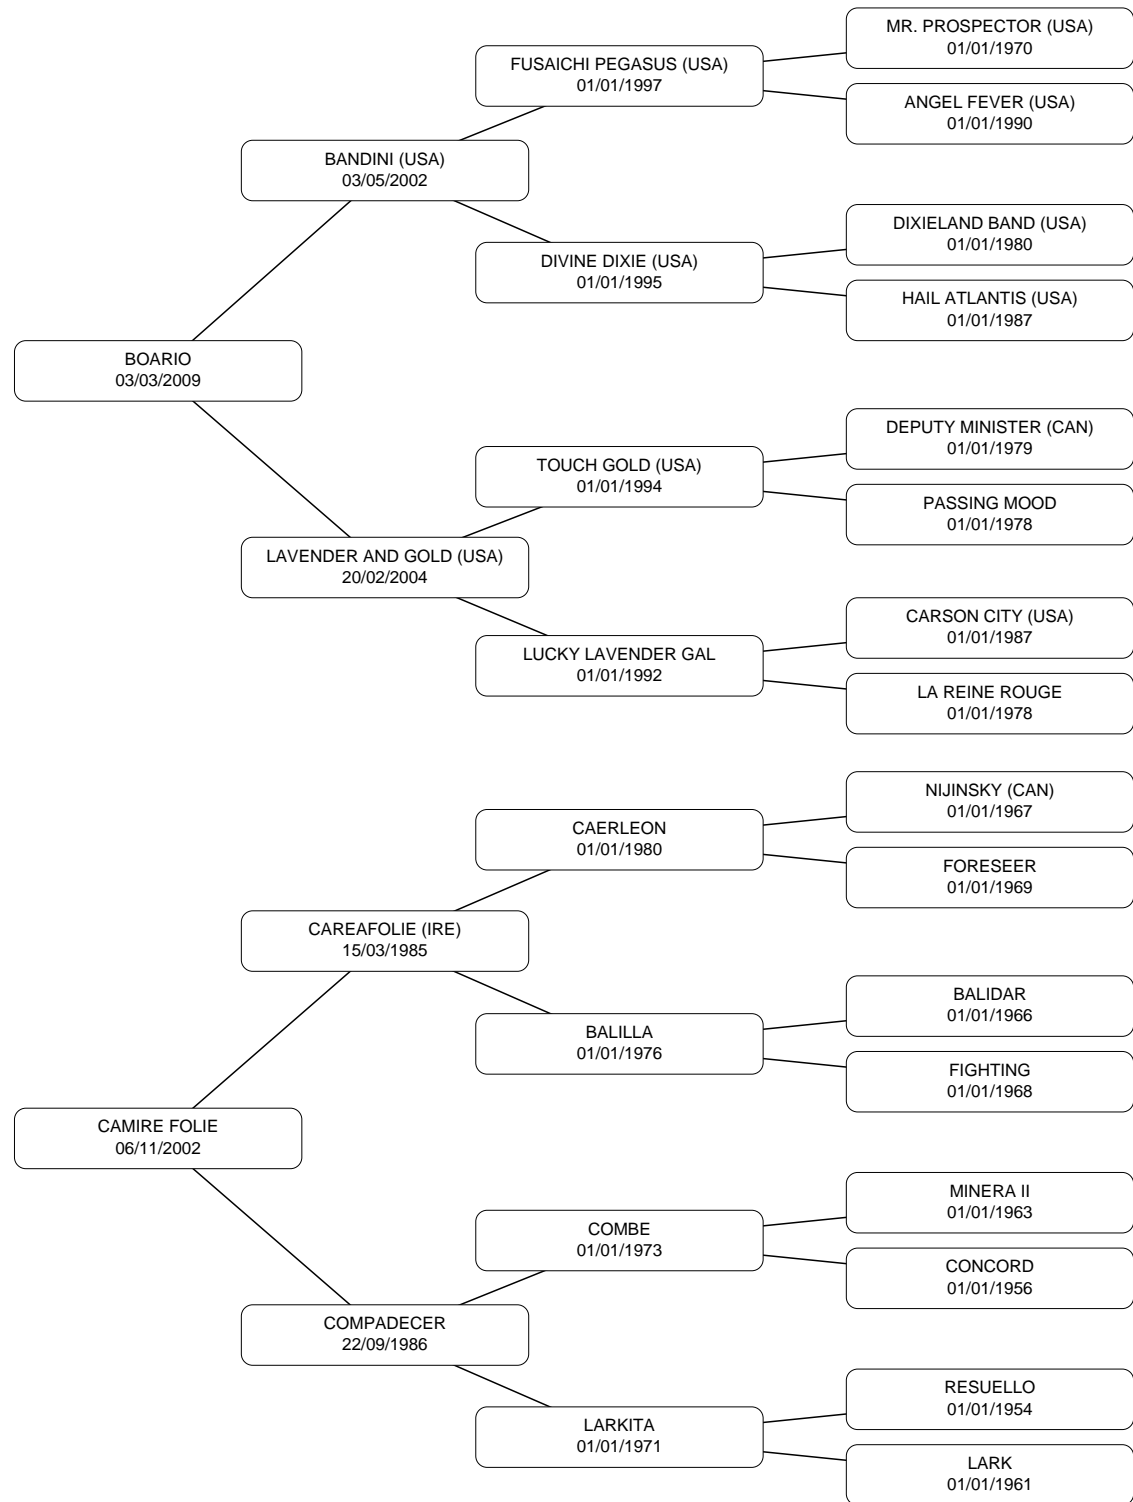 MR. PROSPECTOR (USA)
01/01/1970
FUSAICHI PEGASUS (USA)
01/01/1997
ANGEL FEVER (USA)
01/01/1990
BANDINI (USA)
03/05/2002
DIXIELAND BAND (USA)
01/01/1980
DIVINE DIXIE (USA)
01/01/1995
HAIL ATLANTIS (USA)
01/01/1987
BOARIO
03/03/2009
DEPUTY MINISTER (CAN)
01/01/1979
TOUCH GOLD (USA)
01/01/1994
PASSING MOOD
01/01/1978
LAVENDER AND GOLD (USA)
20/02/2004
CARSON CITY (USA)
01/01/1987
LUCKY LAVENDER GAL
01/01/1992
LA REINE ROUGE
01/01/1978
NIJINSKY (CAN)
01/01/1967
CAERLEON
01/01/1980
FORESEER
01/01/1969
CAREAFOLIE (IRE)
15/03/1985
BALIDAR
01/01/1966
BALILLA
01/01/1976
FIGHTING
01/01/1968
CAMIRE FOLIE
06/11/2002
MINERA II
01/01/1963
COMBE
01/01/1973
CONCORD
01/01/1956
COMPADECER
22/09/1986
RESUELLO
01/01/1954
LARKITA
01/01/1971
LARK
01/01/1961